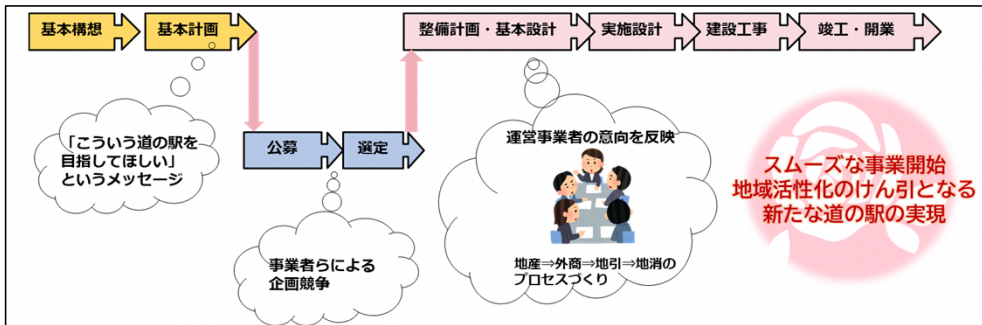 基本構想
基本計画
整備計画・基本設計
実施設計
建設工事
竣工・開業
「こういう道の駅を
目指してほしい」
というメッセージ
公募
選定
事業者らによる
企画競争
運営事業者の意向を反映
地産⇒外商⇒地引⇒地消の
プロセスづくり
スムーズな事業開始
地域活性化のけん引となる
新たな道の駅の実現